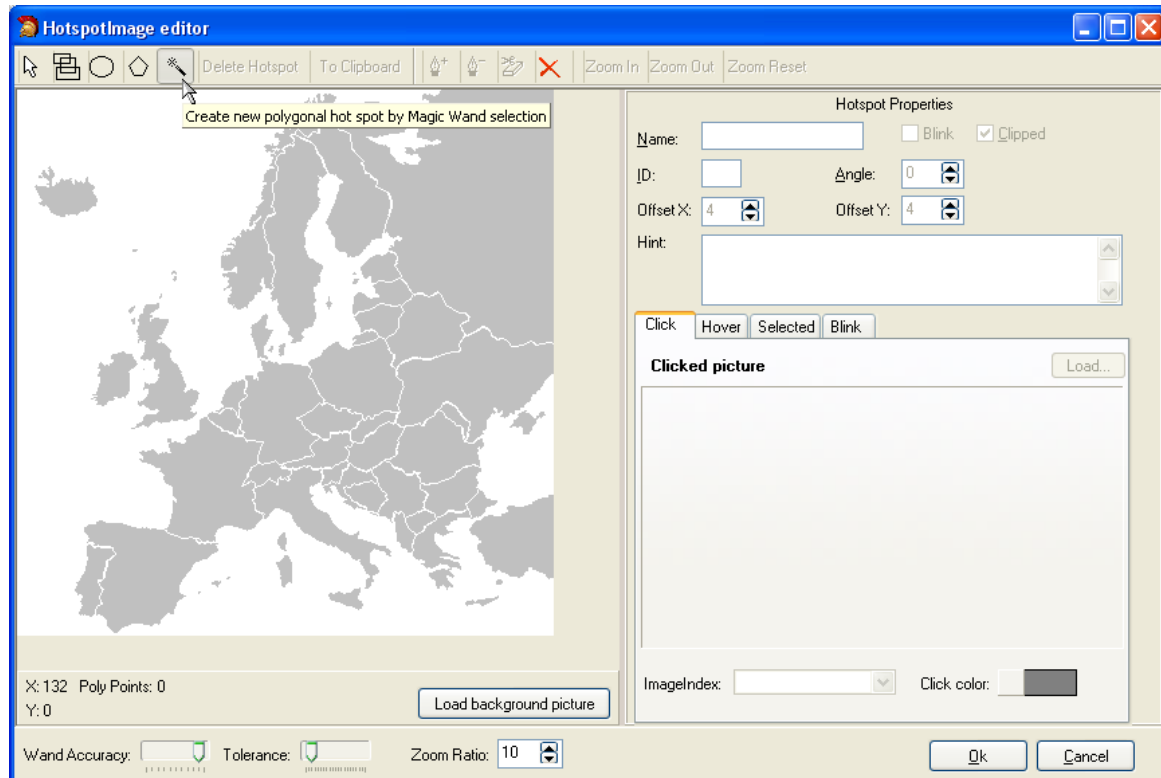 HotspotImage editor
Delete Hotspot To Clipboard Zoom In Zoom Out Zoom Reset
Create new polygonal hot spot by Magic Wand selection
Hotspot Properties
Name: Blink Clipped
ID: Angle: 0
Offset X: 4 Offset Y: 4
Hint:
Click Hover Selected Blink
Clicked picture Load...
ImageIndex: Click color:
X: 132 Poly Points: 0
Y: 0
Load background picture
Wand Accuracy: Tolerance: Zoom Ratio: 10 Ok Cancel